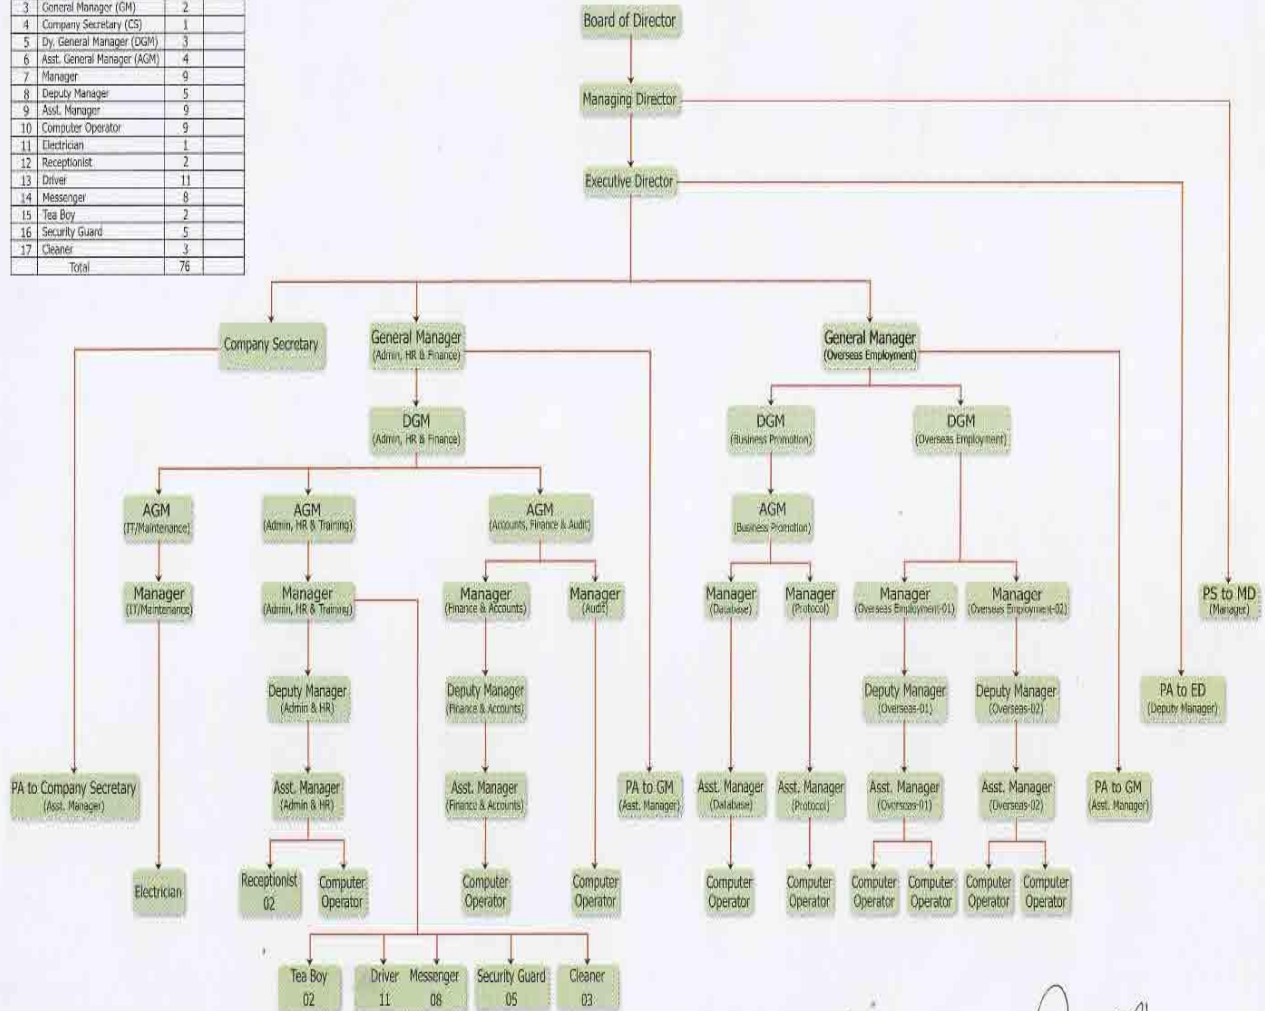 3 General Manager (GM) 2
4 Company Secretary (CS) 1
5 Dy. General Manager (DGM) 3
6 Asst. General Manager (AGM) 4
7 Manager 9
8 Deputy Manager 5
9 Asst. Manager 9
10 Computer Operator 9
11 Electrician 1
12 Receptionist 2
13 Driver 11
14 Messenger 8
15 Tea Boy 2
16 Security Guard 5
17 Cleaner 3
Total 76
Board of Director
Managing Director
Executive Director
Company Secretary
General Manager
(Admin, HR & Finance)
General Manager
(Overseas Employment)
DGM
(Admin, HR & Finance)
DGM
(Business Promotion)
DGM
(Overseas Employment)
AGM
(IT/Maintenance)
AGM
(Admin, HR & Training)
AGM
(Accounts, Finance & Audit)
AGM
(Business Promotion)
Manager
(IT/Maintenance)
Manager
(Admin, HR & Training)
Manager
(Finance & Accounts)
Manager
(Audit)
Manager
(Database)
Manager
(Protocol)
Manager
(Overseas Employment-01)
Manager
(Overseas Employment-02)
PS to MD
(Manager)
Deputy Manager
(Admin & HR)
Deputy Manager
(Finance & Accounts)
Deputy Manager
(Overseas-01)
Deputy Manager
(Overseas-02)
PA to ED
(Deputy Manager)
PA to Company Secretary
(Asst. Manager)
Asst. Manager
(Admin & HR)
Asst. Manager
(Finance & Accounts)
PA to GM
(Asst. Manager)
Asst. Manager
(Database)
Asst. Manager
(Protocol)
Asst. Manager
(Overseas-01)
Asst. Manager
(Overseas-02)
PA to GM
(Asst. Manager)
Electrician
Receptionist
02
Computer
Operator
Computer
Operator
Computer
Operator
Computer
Operator
Computer
Operator
Computer
Operator
Computer
Operator
Computer
Operator
Computer
Operator
Tea Boy
02
Driver
11
Messenger
08
Security Guard
05
Cleaner
03